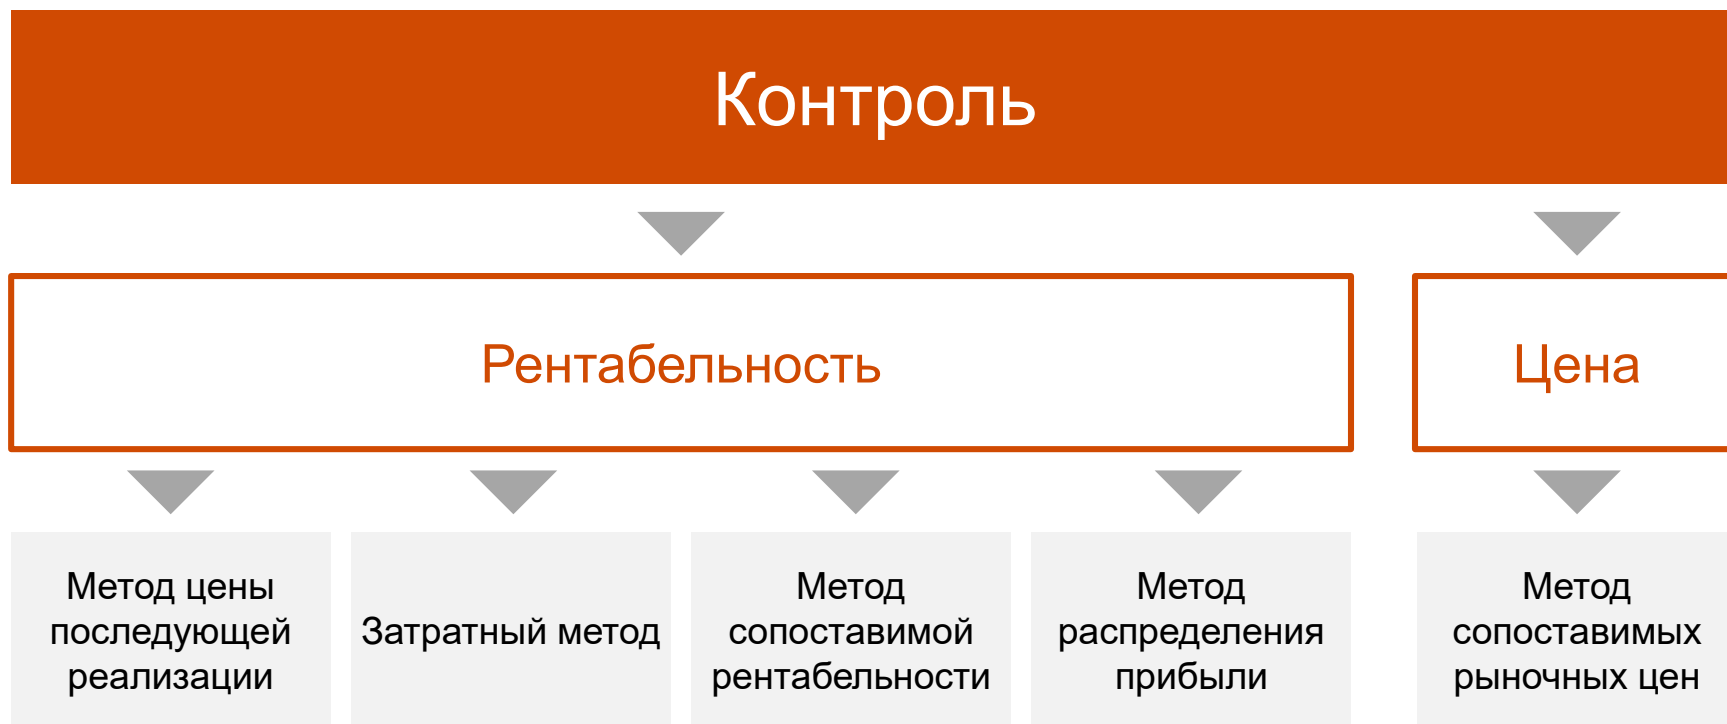 Контроль
Рентабельность
Цена
Метод цены
последующей
реализации
Затратный метод
Метод
сопоставимой
рентабельности
Метод
распределения
прибыли
Метод
сопоставимых
рыночных цен